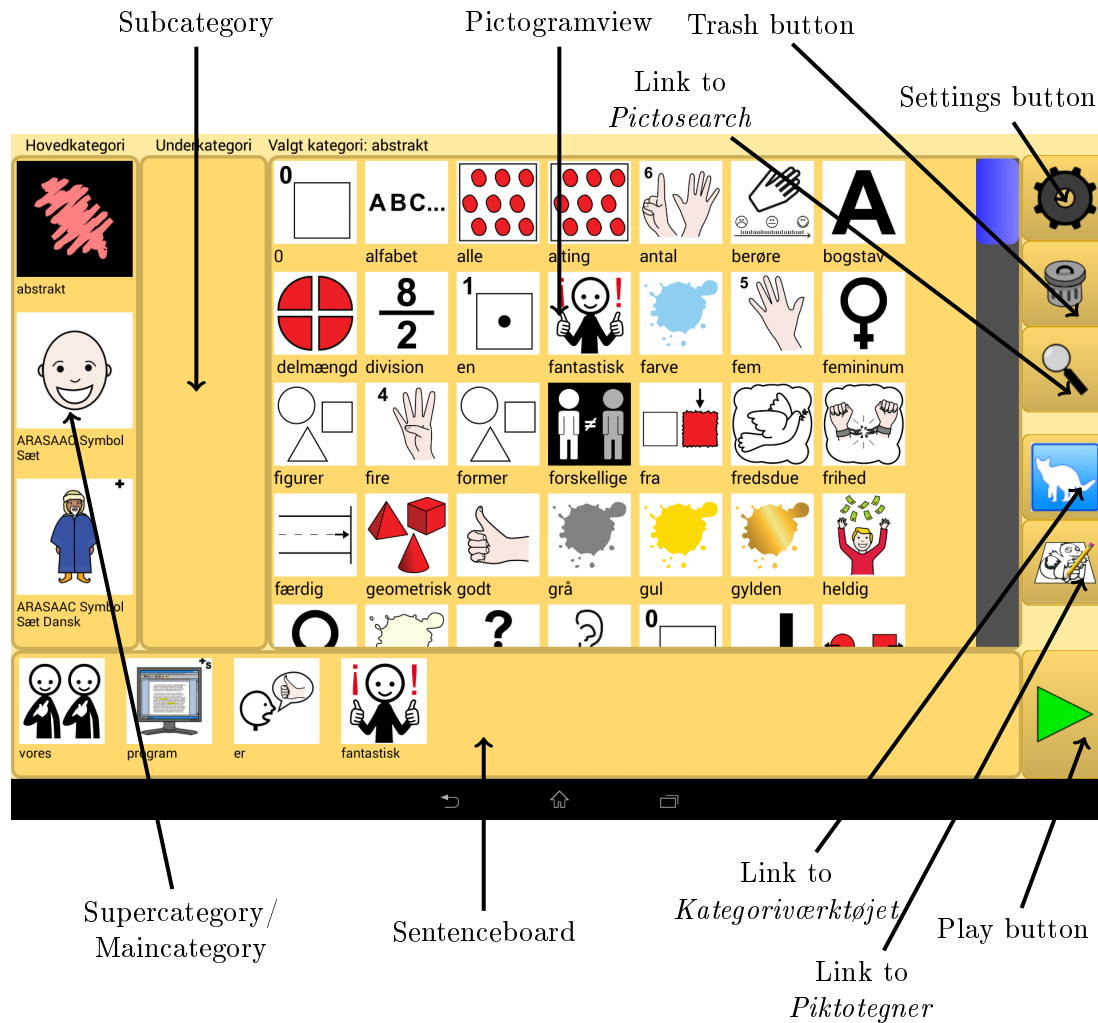 Subcategory
Pictogramview
Trash button
Link to
Pictosearch
Settings button
Hovedkategori
Underkategori
Valgt kategori: abstrakt
0
ABC...
6
A
0
alfabet
alle
alting
antal
berøre
bogstav
abstrakt
8
2
1
¡ !
5
delmængd
division
en
fantastisk
farve
fem
femininum
4
≠
ARASAAC Symbol
Sæt
figurer
fire
former
forskellige
fra
fredsdue
frihed
+
færdig
geometrisk
godt
grå
gul
gylden
heldig
ARASAAC Symbol
Sæt Dansk
?
0
+s
¡ !
vores
program
er
fantastisk
Link to
Kategoriværktøjet
Supercategory/
Maincategory
Sentenceboard
Play button
Link to
Piktotegner